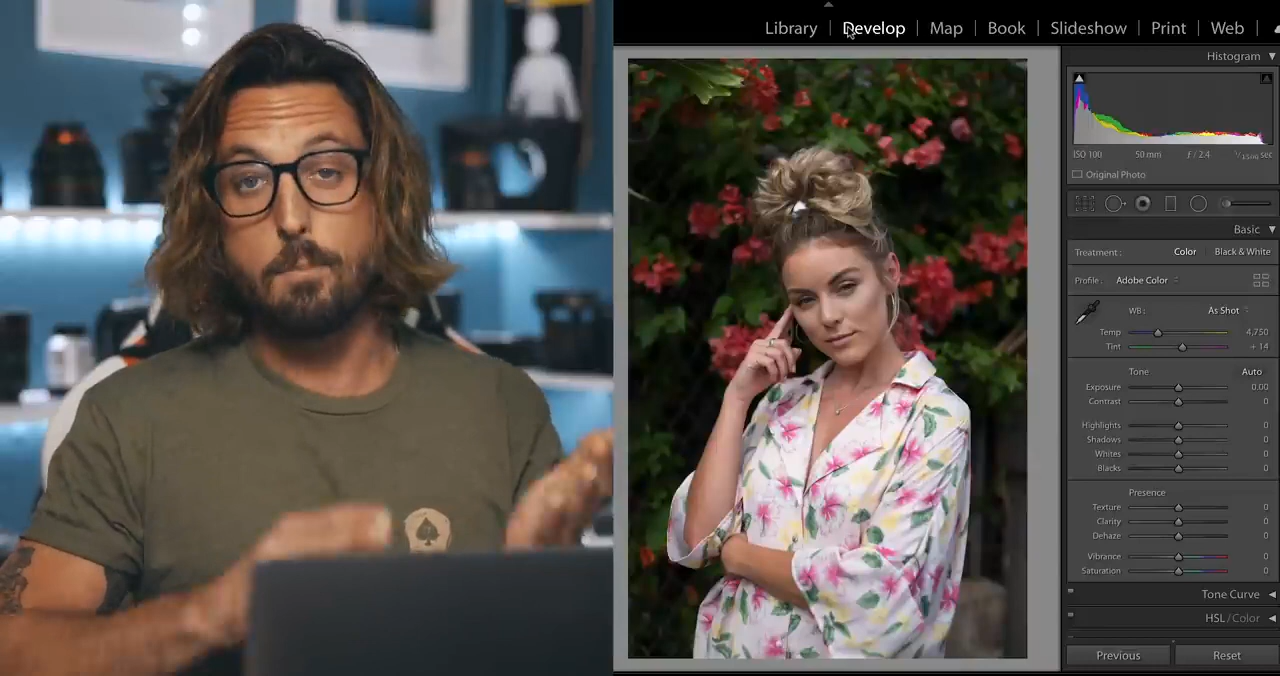 Library | Develop | Map | Book | Slideshow | Print | Web |
Histogram
ISO 100 50 mm ƒ / 2.4 1/1500 sec
Original Photo
Basic
Treatment : Color Black & White
Profile : Adobe Color
WB : As Shot
Temp 4,750
Tint + 14
Tone Auto
Exposure 0.00
Contrast 0
Highlights 0
Shadows 0
Whites 0
Blacks 0
Presence
Texture 0
Clarity 0
Dehaze 0
Vibrance 0
Saturation 0
Tone Curve
HSL / Color
Previous Reset